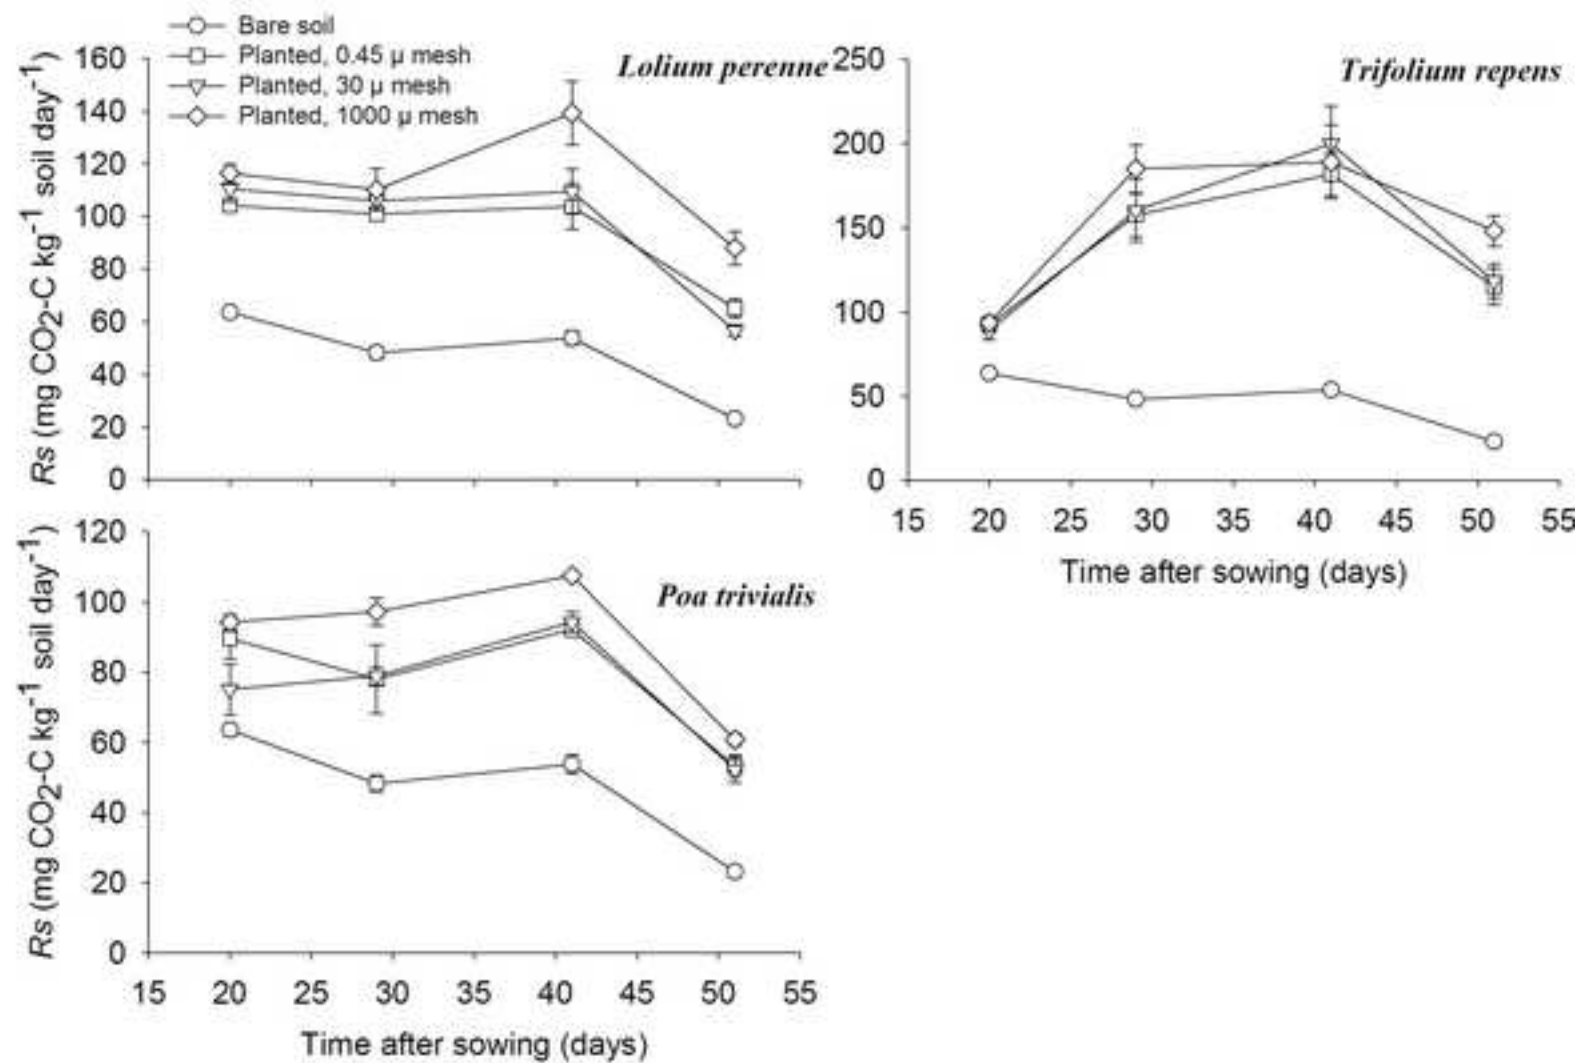 Bare soil
Planted, 0.45 µ mesh
Planted, 30 µ mesh
Planted, 1000 µ mesh
Lolium perenne
Rs (mg CO₂-C kg⁻¹ soil day⁻¹)
160
140
120
100
80
60
40
20
0
Trifolium repens
250
200
150
100
50
0
15 20 25 30 35 40 45 50 55
Time after sowing (days)
Poa trivialis
Rs (mg CO₂-C kg⁻¹ soil day⁻¹)
120
100
80
60
40
20
0
15 20 25 30 35 40 45 50 55
Time after sowing (days)